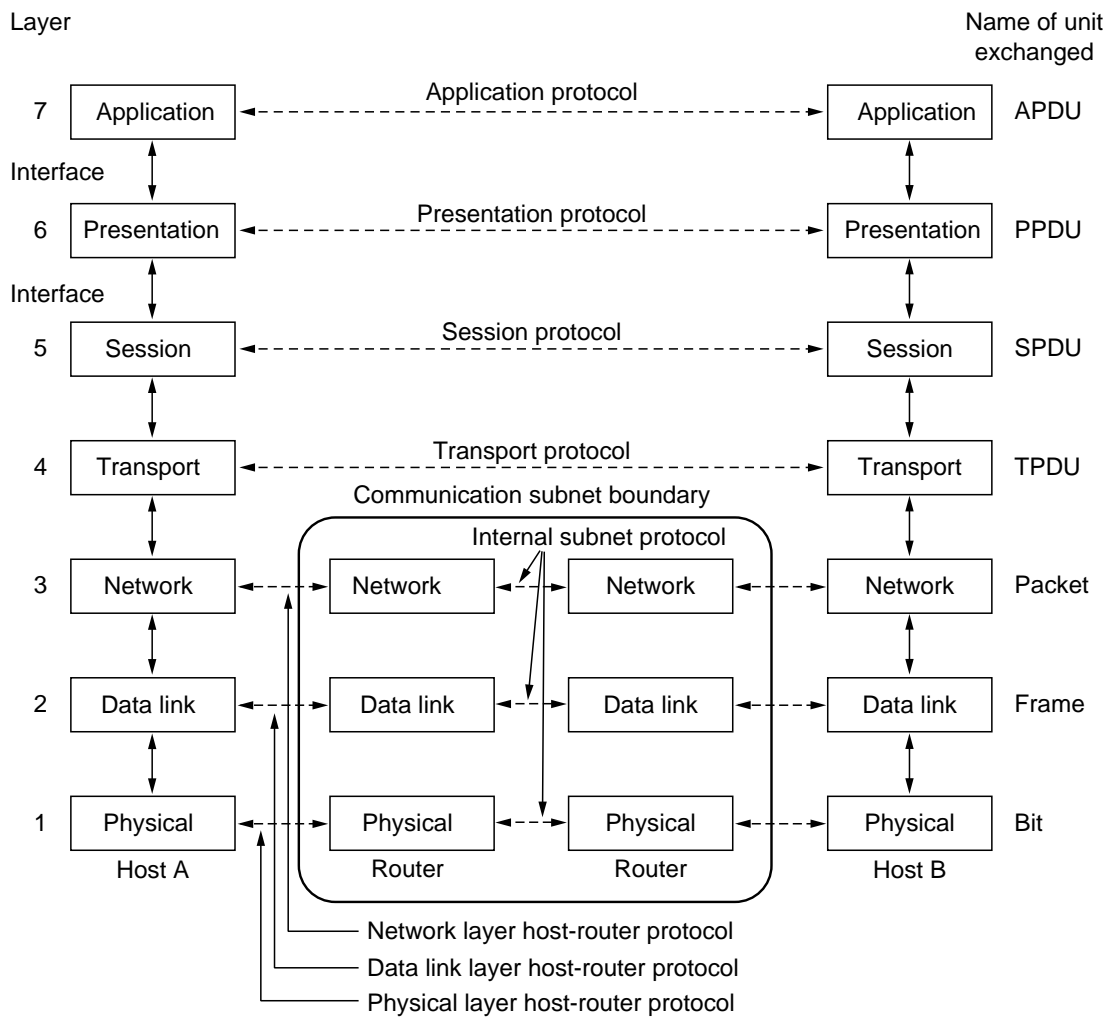 Layer
Name of unit
exchanged
Application protocol
7 Application Application APDU
Interface
Presentation protocol
6 Presentation Presentation PPDU
Interface
Session protocol
5 Session Session SPDU
Transport protocol
4 Transport Transport TPDU
Communication subnet boundary
Internal subnet protocol
3 Network Network Network Network Packet
2 Data link Data link Data link Data link Frame
1 Physical Physical Physical Physical Bit
Host A Router Router Host B
Network layer host-router protocol
Data link layer host-router protocol
Physical layer host-router protocol